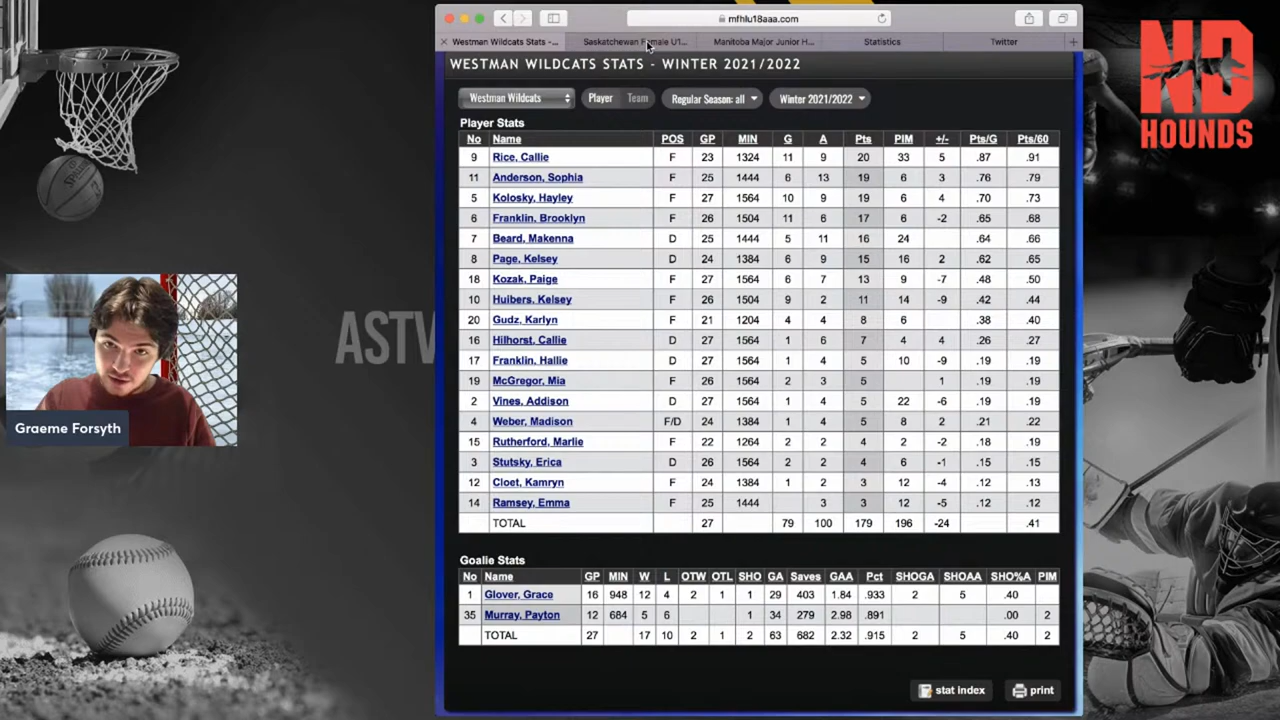 mfhlu18aaa.com
Westman Wildcats Stats -... Saskatchewan Female U1... Manitoba Major Junior H... Statistics Twitter
WESTMAN WILDCATS STATS - WINTER 2021/2022
Westman Wildcats Player Team Regular Season: all Winter 2021/2022
Player Stats
No Name POS GP MIN G A Pts PIM +/- Pts/G Pts/60
9 Rice, Callie F 23 1324 11 9 20 33 5 .87 .91
11 Anderson, Sophia F 25 1444 6 13 19 6 3 .76 .79
5 Kolosky, Hayley F 27 1564 10 9 19 6 4 .70 .73
6 Franklin, Brooklyn F 26 1504 11 6 17 6 -2 .65 .68
7 Beard, Makenna D 25 1444 5 11 16 24 .64 .66
8 Page, Kelsey D 24 1384 6 9 15 16 2 .62 .65
18 Kozak, Paige F 27 1564 6 7 13 9 -7 .48 .50
10 Huibers, Kelsey F 26 1504 9 2 11 14 -9 .42 .44
20 Gudz, Karlyn F 21 1204 4 4 8 6 .38 .40
16 Hilhorst, Callie D 27 1564 1 6 7 4 4 .26 .27
17 Franklin, Hallie D 27 1564 1 4 5 10 -9 .19 .19
19 McGregor, Mia F 26 1564 2 3 5 1 .19 .19
2 Vines, Addison D 27 1564 1 4 5 22 -6 .19 .19
4 Weber, Madison F/D 24 1384 1 4 5 8 2 .21 .22
15 Rutherford, Marlie F 22 1264 2 2 4 2 -2 .18 .19
3 Stutsky, Erica D 26 1564 2 2 4 6 -1 .15 .15
12 Cloet, Kamryn F 24 1384 1 2 3 12 -4 .12 .13
14 Ramsey, Emma F 25 1444 3 3 12 -5 .12 .12
TOTAL 27 79 100 179 196 -24 .41
Goalie Stats
No Name GP MIN W L OTW OTL SHO GA Saves GAA Pct SHOGA SHOAA SHO%A PIM
1 Glover, Grace 16 948 12 4 2 1 1 29 403 1.84 .933 2 5 .40
35 Murray, Payton 12 684 5 6 1 34 279 2.98 .891 .00 2
TOTAL 27 17 10 2 1 2 63 682 2.32 .915 2 5 .40 2
stat index print
ND
HOUNDS
Graeme Forsyth
SPALDING